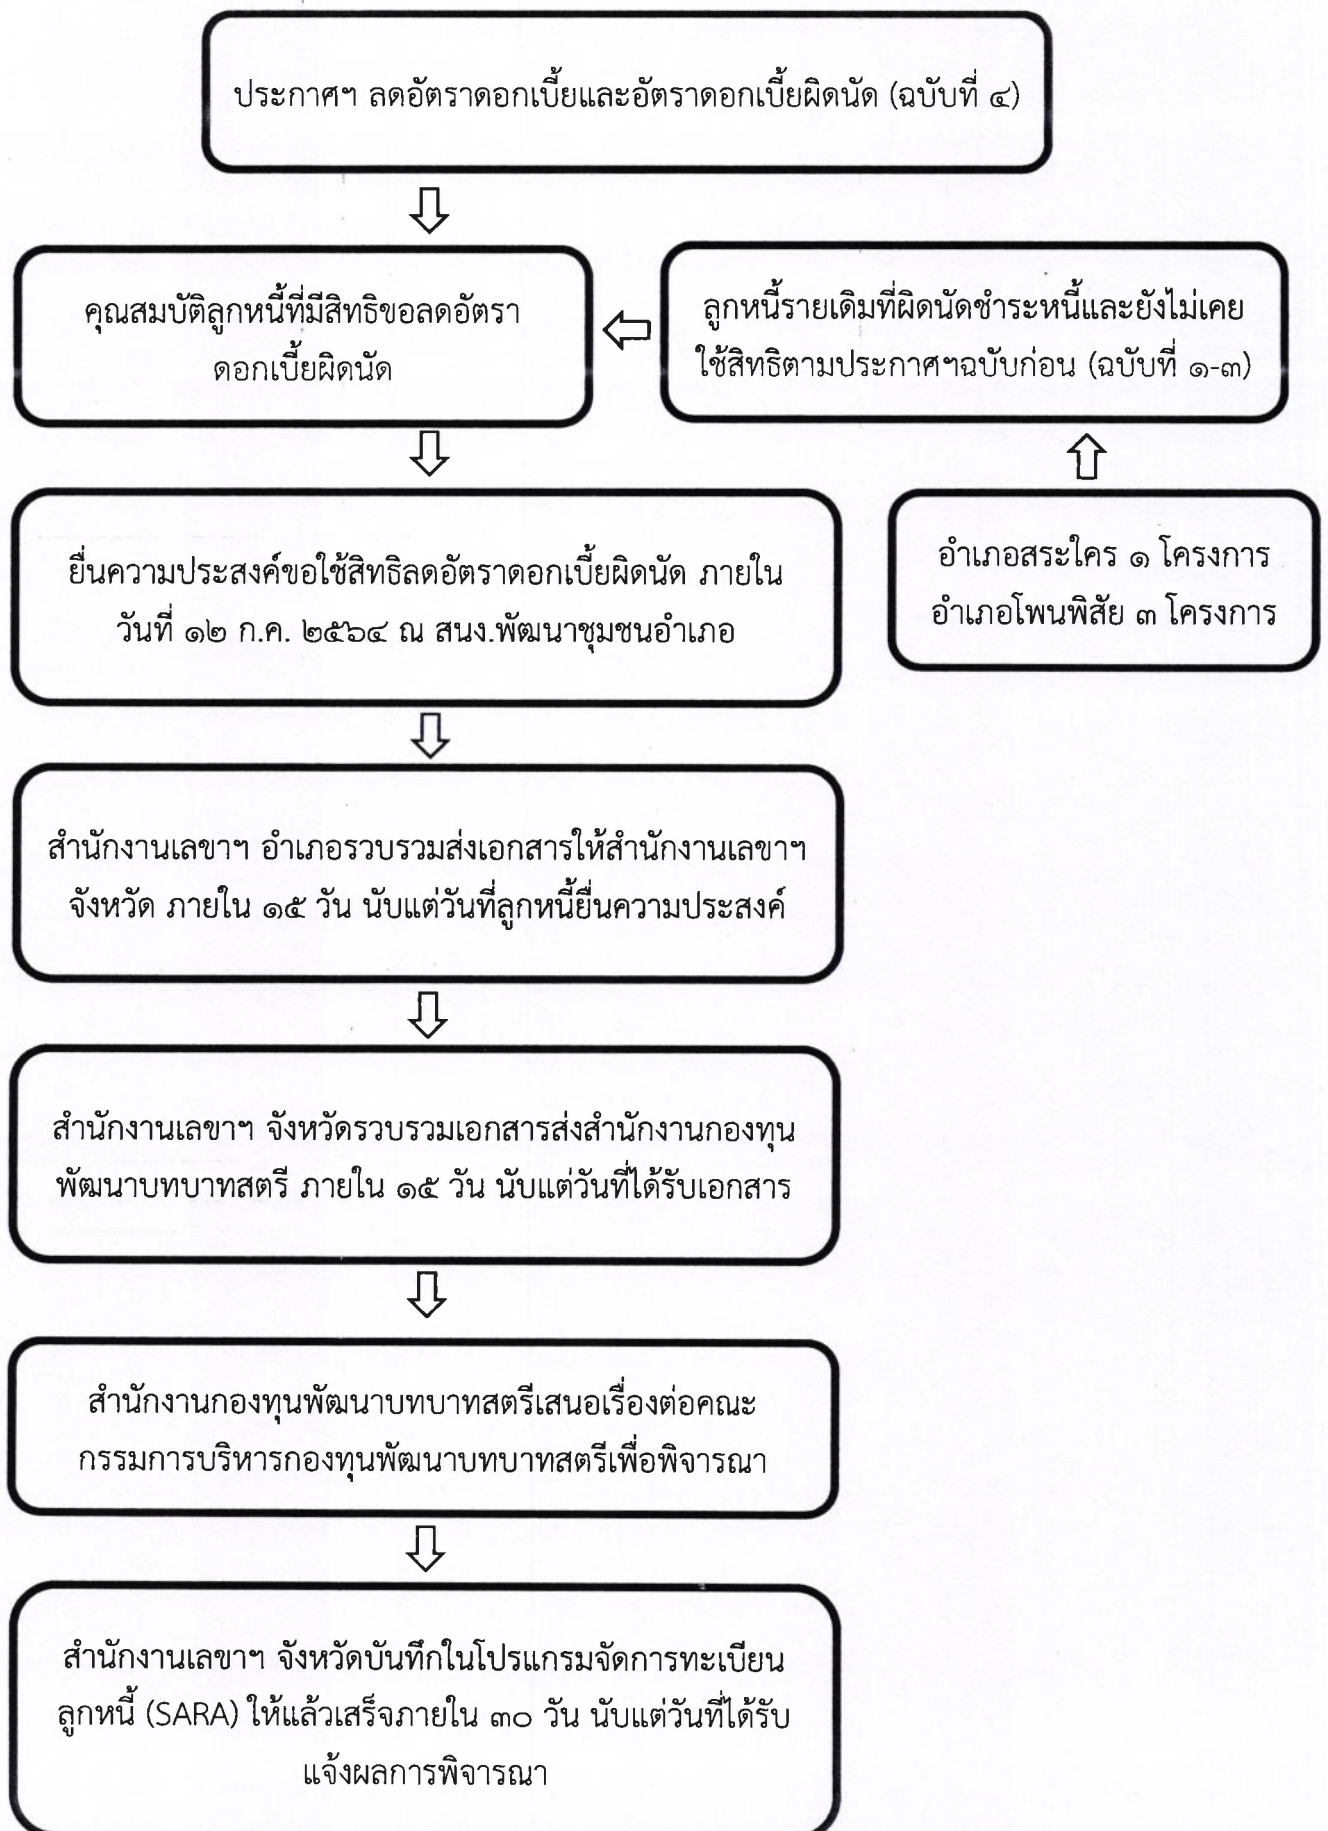 ประกาศฯ ลดอัตราดอกเบี้ยและอัตราดอกเบี้ยผิดนัด (ฉบับที่ ๔)
คุณสมบัติลูกหนี้ที่มีสิทธิขอลดอัตรา
ดอกเบี้ยผิดนัด
ลูกหนี้รายเดิมที่ผิดนัดชำระหนี้และยังไม่เคย
ใช้สิทธิตามประกาศฯฉบับก่อน (ฉบับที่ ๑-๓)
อำเภอสระใคร ๑ โครงการ
อำเภอโพนพิสัย ๓ โครงการ
ยื่นความประสงค์ขอใช้สิทธิลดอัตราดอกเบี้ยผิดนัด ภายใน
วันที่ ๑๒ ก.ค. ๒๕๖๔ ณ สนง.พัฒนาชุมชนอำเภอ
สำนักงานเลขาฯ อำเภอรวบรวมส่งเอกสารให้สำนักงานเลขาฯ
จังหวัด ภายใน ๑๕ วัน นับแต่วันที่ลูกหนี้ยื่นความประสงค์
สำนักงานเลขาฯ จังหวัดรวบรวมเอกสารส่งสำนักงานกองทุน
พัฒนาบทบาทสตรี ภายใน ๑๕ วัน นับแต่วันที่ได้รับเอกสาร
สำนักงานกองทุนพัฒนาบทบาทสตรีเสนอเรื่องต่อคณะ
กรรมการบริหารกองทุนพัฒนาบทบาทสตรีเพื่อพิจารณา
สำนักงานเลขาฯ จังหวัดบันทึกในโปรแกรมจัดการทะเบียน
ลูกหนี้ (SARA) ให้แล้วเสร็จภายใน ๓๐ วัน นับแต่วันที่ได้รับ
แจ้งผลการพิจารณา